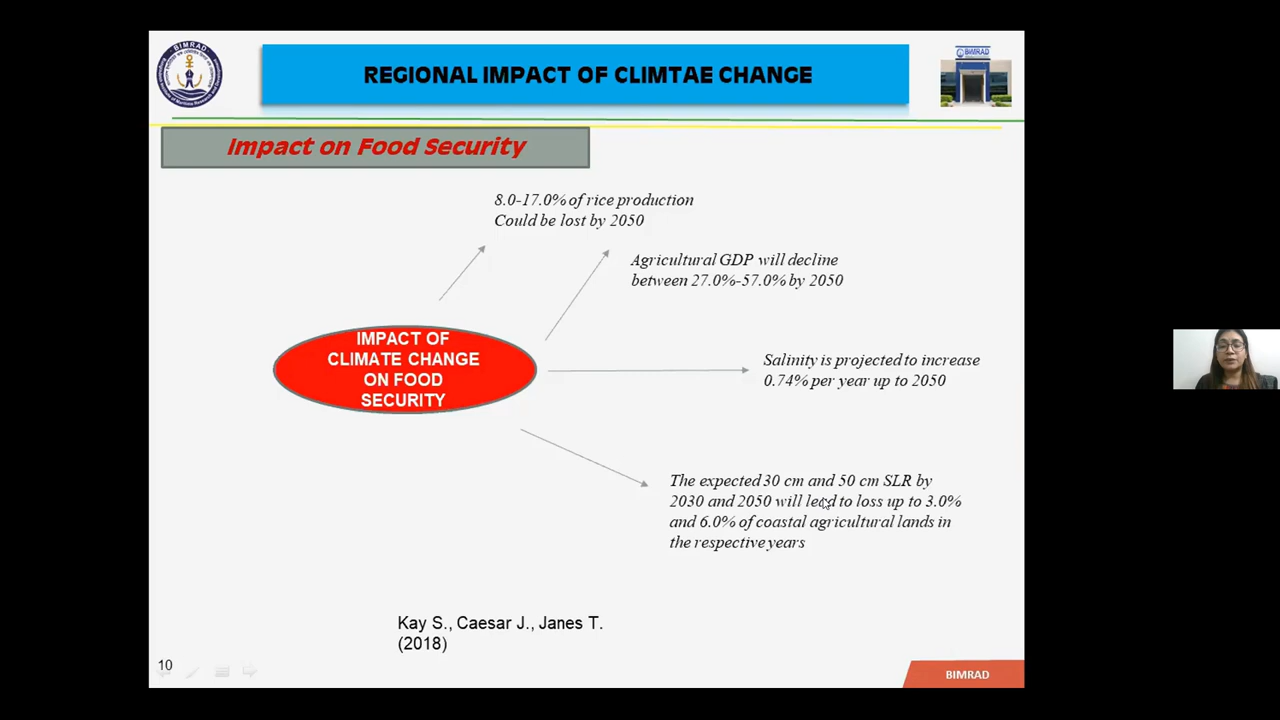 BIMRAD
REGIONAL IMPACT OF CLIMTAE CHANGE
BIMRAD
Impact on Food Security
8.0-17.0% of rice production
Could be lost by 2050
Agricultural GDP will decline
between 27.0%-57.0% by 2050
IMPACT OF
CLIMATE CHANGE
ON FOOD
SECURITY
Salinity is projected to increase
0.74% per year up to 2050
The expected 30 cm and 50 cm SLR by
2030 and 2050 will lead to loss up to 3.0%
and 6.0% of coastal agricultural lands in
the respective years
Kay S., Caesar J., Janes T.
(2018)
10
BIMRAD